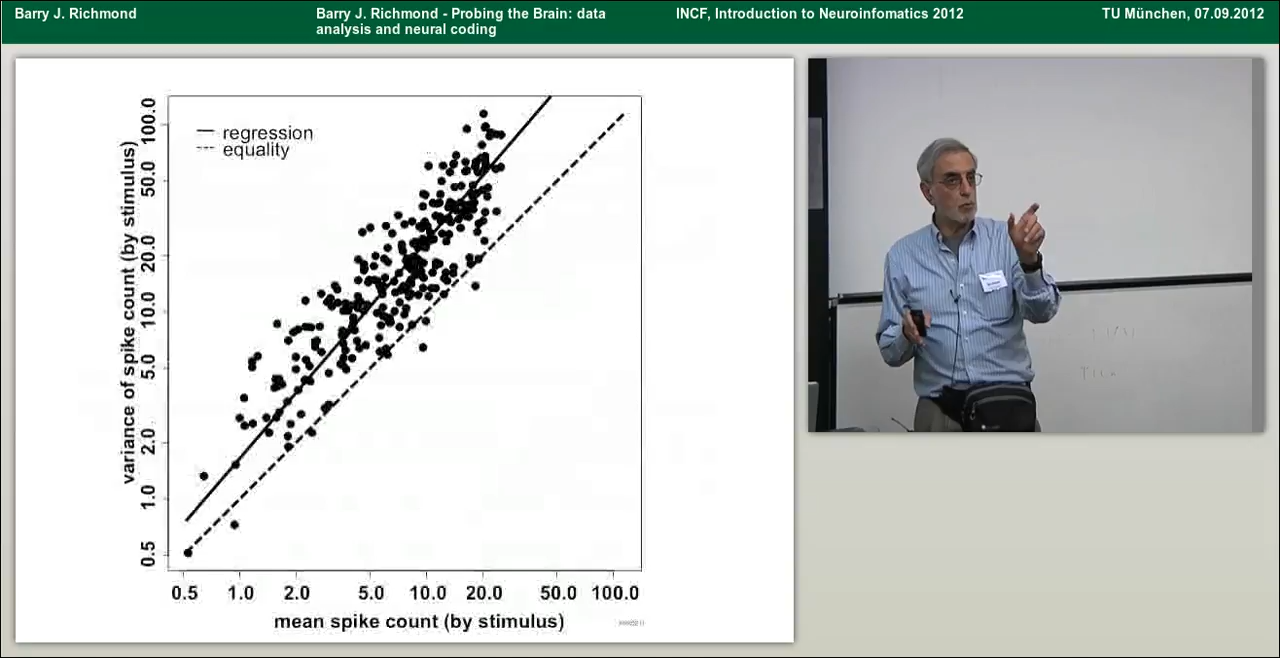 Barry J. Richmond
Barry J. Richmond - Probing the Brain: data
analysis and neural coding
INCF, Introduction to Neuroinfomatics 2012
TU München, 07.09.2012
regression
equality
variance of spike count (by stimulus)
100.0
50.0
20.0
10.0
5.0
2.0
1.0
0.5
0.5 1.0 2.0 5.0 10.0 20.0 50.0 100.0
mean spike count (by stimulus)